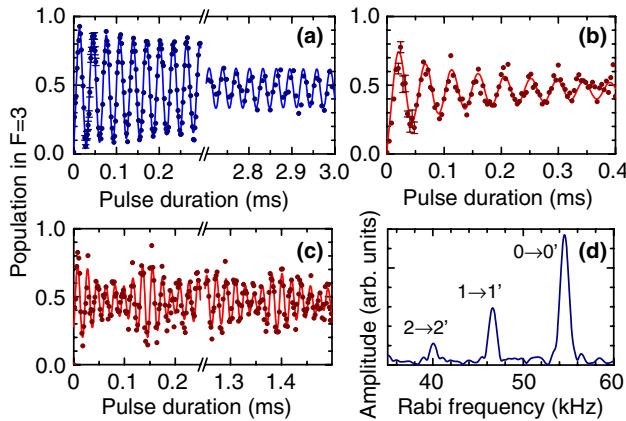 (a)
(b)
1.0
0.5
0.0
0 0.1 0.2 2.8 2.9 3.0
Pulse duration (ms)
1.0
0.5
0.0
0 0.1 0.2 0.3 0.4
Pulse duration (ms)
Population in F=3
(c)
(d)
1.0
0.5
0.0
0 0.1 0.2 1.3 1.4
Pulse duration (ms)
Amplitude (arb. units)
0→0'
1→1'
2→2'
40 50 60
Rabi frequency (kHz)